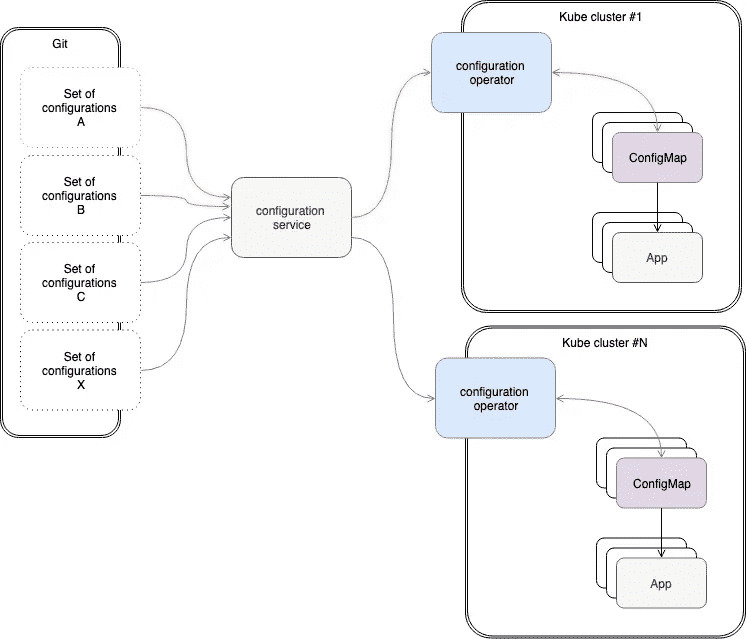 Git
Set of
configurations
A
Set of
configurations
B
Set of
configurations
C
Set of
configurations
X
configuration
service
Kube cluster #1
configuration
operator
ConfigMap
App
Kube cluster #N
configuration
operator
ConfigMap
App